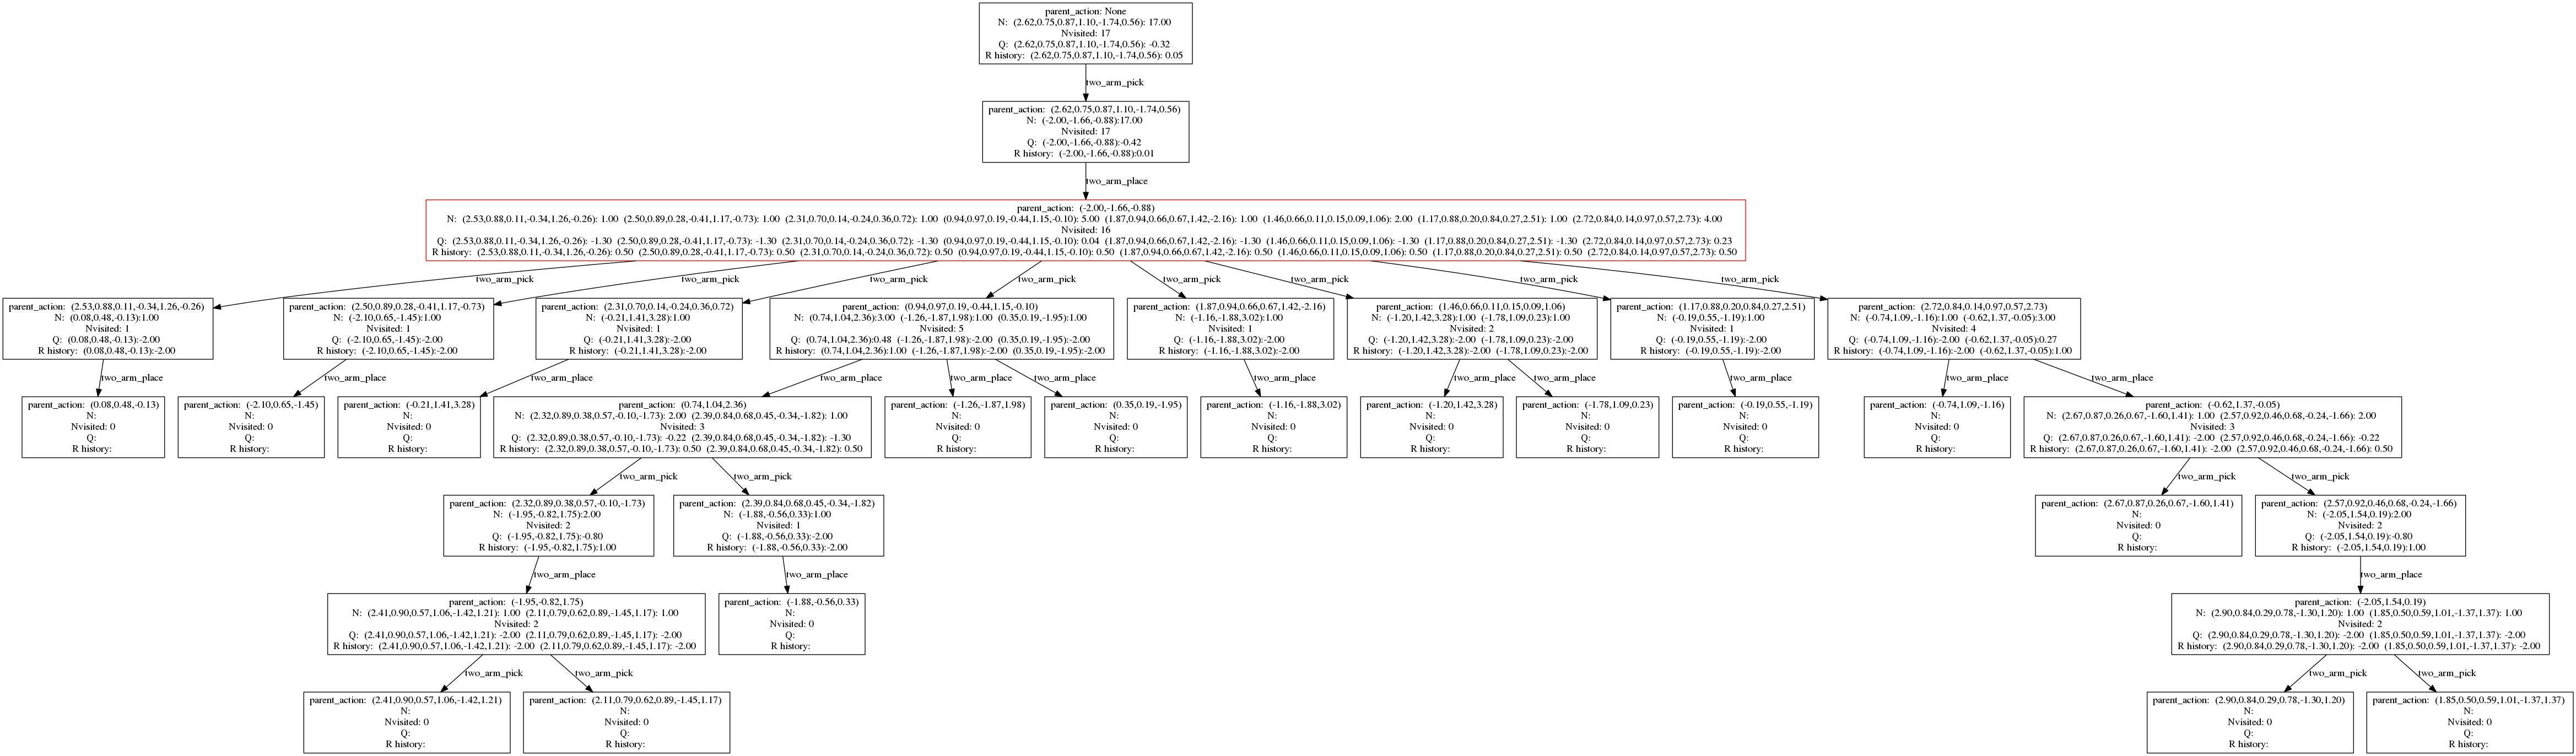 parent_action: None
N: (2.62,0.75,0.87,1.10,-1.74,0.56): 17.00
Nvisited: 17
Q: (2.62,0.75,0.87,1.10,-1.74,0.56): -0.32
R history: (2.62,0.75,0.87,1.10,-1.74,0.56): 0.05
two_arm_pick
parent_action: (2.62,0.75,0.87,1.10,-1.74,0.56)
N: (-2.00,-1.66,-0.88):17.00
Nvisited: 17
Q: (-2.00,-1.66,-0.88):-0.42
R history: (-2.00,-1.66,-0.88):0.01
two_arm_place
parent_action: (-2.00,-1.66,-0.88)
N: (2.53,0.88,0.11,-0.34,1.26,-0.26): 1.00 (2.50,0.89,0.28,-0.41,1.17,-0.73): 1.00 (2.31,0.70,0.14,-0.24,0.36,0.72): 1.00 (0.94,0.97,0.19,-0.44,1.15,-0.10): 5.00 (1.87,0.94,0.66,0.67,1.42,-2.16): 1.00 (1.46,0.66,0.11,0.15,0.09,1.06): 2.00 (1.17,0.88,0.20,0.84,0.27,2.51): 1.00 (2.72,0.84,0.14,0.97,0.57,2.73): 4.00
Nvisited: 16
Q: (2.53,0.88,0.11,-0.34,1.26,-0.26): -1.30 (2.50,0.89,0.28,-0.41,1.17,-0.73): -1.30 (2.31,0.70,0.14,-0.24,0.36,0.72): -1.30 (0.94,0.97,0.19,-0.44,1.15,-0.10): 0.04 (1.87,0.94,0.66,0.67,1.42,-2.16): -1.30 (1.46,0.66,0.11,0.15,0.09,1.06): -1.30 (1.17,0.88,0.20,0.84,0.27,2.51): -1.30 (2.72,0.84,0.14,0.97,0.57,2.73): 0.23
R history: (2.53,0.88,0.11,-0.34,1.26,-0.26): 0.50 (2.50,0.89,0.28,-0.41,1.17,-0.73): 0.50 (2.31,0.70,0.14,-0.24,0.36,0.72): 0.50 (0.94,0.97,0.19,-0.44,1.15,-0.10): 0.50 (1.87,0.94,0.66,0.67,1.42,-2.16): 0.50 (1.46,0.66,0.11,0.15,0.09,1.06): 0.50 (1.17,0.88,0.20,0.84,0.27,2.51): 0.50 (2.72,0.84,0.14,0.97,0.57,2.73): 0.50
two_arm_pick
two_arm_pick
two_arm_pick
two_arm_pick
two_arm_pick
two_arm_pick
two_arm_pick
two_arm_pick
parent_action: (2.53,0.88,0.11,-0.34,1.26,-0.26)
N: (0.08,0.48,-0.13):1.00
Nvisited: 1
Q: (0.08,0.48,-0.13):-2.00
R history: (0.08,0.48,-0.13):-2.00
parent_action: (2.50,0.89,0.28,-0.41,1.17,-0.73)
N: (-2.10,0.65,-1.45):1.00
Nvisited: 1
Q: (-2.10,0.65,-1.45):-2.00
R history: (-2.10,0.65,-1.45):-2.00
parent_action: (2.31,0.70,0.14,-0.24,0.36,0.72)
N: (-0.21,1.41,3.28):1.00
Nvisited: 1
Q: (-0.21,1.41,3.28):-2.00
R history: (-0.21,1.41,3.28):-2.00
parent_action: (0.94,0.97,0.19,-0.44,1.15,-0.10)
N: (0.74,1.04,2.36):3.00 (-1.26,-1.87,1.98):1.00 (0.35,0.19,-1.95):1.00
Nvisited: 5
Q: (0.74,1.04,2.36):0.48 (-1.26,-1.87,1.98):-2.00 (0.35,0.19,-1.95):-2.00
R history: (0.74,1.04,2.36):1.00 (-1.26,-1.87,1.98):-2.00 (0.35,0.19,-1.95):-2.00
parent_action: (1.87,0.94,0.66,0.67,1.42,-2.16)
N: (-1.16,-1.88,3.02):1.00
Nvisited: 1
Q: (-1.16,-1.88,3.02):-2.00
R history: (-1.16,-1.88,3.02):-2.00
parent_action: (1.46,0.66,0.11,0.15,0.09,1.06)
N: (-1.20,1.42,3.28):1.00 (-1.78,1.09,0.23):1.00
Nvisited: 2
Q: (-1.20,1.42,3.28):-2.00 (-1.78,1.09,0.23):-2.00
R history: (-1.20,1.42,3.28):-2.00 (-1.78,1.09,0.23):-2.00
parent_action: (1.17,0.88,0.20,0.84,0.27,2.51)
N: (-0.19,0.55,-1.19):1.00
Nvisited: 1
Q: (-0.19,0.55,-1.19):-2.00
R history: (-0.19,0.55,-1.19):-2.00
parent_action: (2.72,0.84,0.14,0.97,0.57,2.73)
N: (-0.74,1.09,-1.16):1.00 (-0.62,1.37,-0.05):3.00
Nvisited: 4
Q: (-0.74,1.09,-1.16):-2.00 (-0.62,1.37,-0.05):0.27
R history: (-0.74,1.09,-1.16):-2.00 (-0.62,1.37,-0.05):1.00
two_arm_place
two_arm_place
two_arm_place
two_arm_place
two_arm_place
two_arm_place
two_arm_place
two_arm_place
two_arm_place
two_arm_place
two_arm_place
two_arm_place
parent_action: (0.08,0.48,-0.13)
N:
Nvisited: 0
Q:
R history:
parent_action: (-2.10,0.65,-1.45)
N:
Nvisited: 0
Q:
R history:
parent_action: (-0.21,1.41,3.28)
N:
Nvisited: 0
Q:
R history:
parent_action: (0.74,1.04,2.36)
N: (2.32,0.89,0.38,0.57,-0.10,-1.73): 2.00 (2.39,0.84,0.68,0.45,-0.34,-1.82): 1.00
Nvisited: 3
Q: (2.32,0.89,0.38,0.57,-0.10,-1.73): -0.22 (2.39,0.84,0.68,0.45,-0.34,-1.82): -1.30
R history: (2.32,0.89,0.38,0.57,-0.10,-1.73): 0.50 (2.39,0.84,0.68,0.45,-0.34,-1.82): 0.50
parent_action: (-1.26,-1.87,1.98)
N:
Nvisited: 0
Q:
R history:
parent_action: (0.35,0.19,-1.95)
N:
Nvisited: 0
Q:
R history:
parent_action: (-1.16,-1.88,3.02)
N:
Nvisited: 0
Q:
R history:
parent_action: (-1.20,1.42,3.28)
N:
Nvisited: 0
Q:
R history:
parent_action: (-1.78,1.09,0.23)
N:
Nvisited: 0
Q:
R history:
parent_action: (-0.19,0.55,-1.19)
N:
Nvisited: 0
Q:
R history:
parent_action: (-0.74,1.09,-1.16)
N:
Nvisited: 0
Q:
R history:
parent_action: (-0.62,1.37,-0.05)
N: (2.67,0.87,0.26,0.67,-1.60,1.41): 1.00 (2.57,0.92,0.46,0.68,-0.24,-1.66): 2.00
Nvisited: 3
Q: (2.67,0.87,0.26,0.67,-1.60,1.41): -2.00 (2.57,0.92,0.46,0.68,-0.24,-1.66): -0.22
R history: (2.67,0.87,0.26,0.67,-1.60,1.41): -2.00 (2.57,0.92,0.46,0.68,-0.24,-1.66): 0.50
two_arm_pick
two_arm_pick
two_arm_pick
two_arm_pick
parent_action: (2.32,0.89,0.38,0.57,-0.10,-1.73)
N: (-1.95,-0.82,1.75):2.00
Nvisited: 2
Q: (-1.95,-0.82,1.75):-0.80
R history: (-1.95,-0.82,1.75):1.00
parent_action: (2.39,0.84,0.68,0.45,-0.34,-1.82)
N: (-1.88,-0.56,0.33):1.00
Nvisited: 1
Q: (-1.88,-0.56,0.33):-2.00
R history: (-1.88,-0.56,0.33):-2.00
parent_action: (2.67,0.87,0.26,0.67,-1.60,1.41)
N:
Nvisited: 0
Q:
R history:
parent_action: (2.57,0.92,0.46,0.68,-0.24,-1.66)
N: (-2.05,1.54,0.19):2.00
Nvisited: 2
Q: (-2.05,1.54,0.19):-0.80
R history: (-2.05,1.54,0.19):1.00
two_arm_place
two_arm_place
two_arm_place
parent_action: (-1.95,-0.82,1.75)
N: (2.41,0.90,0.57,1.06,-1.42,1.21): 1.00 (2.11,0.79,0.62,0.89,-1.45,1.17): 1.00
Nvisited: 2
Q: (2.41,0.90,0.57,1.06,-1.42,1.21): -2.00 (2.11,0.79,0.62,0.89,-1.45,1.17): -2.00
R history: (2.41,0.90,0.57,1.06,-1.42,1.21): -2.00 (2.11,0.79,0.62,0.89,-1.45,1.17): -2.00
parent_action: (-1.88,-0.56,0.33)
N:
Nvisited: 0
Q:
R history:
parent_action: (-2.05,1.54,0.19)
N: (2.90,0.84,0.29,0.78,-1.30,1.20): 1.00 (1.85,0.50,0.59,1.01,-1.37,1.37): 1.00
Nvisited: 2
Q: (2.90,0.84,0.29,0.78,-1.30,1.20): -2.00 (1.85,0.50,0.59,1.01,-1.37,1.37): -2.00
R history: (2.90,0.84,0.29,0.78,-1.30,1.20): -2.00 (1.85,0.50,0.59,1.01,-1.37,1.37): -2.00
two_arm_pick
two_arm_pick
two_arm_pick
two_arm_pick
parent_action: (2.41,0.90,0.57,1.06,-1.42,1.21)
N:
Nvisited: 0
Q:
R history:
parent_action: (2.11,0.79,0.62,0.89,-1.45,1.17)
N:
Nvisited: 0
Q:
R history:
parent_action: (2.90,0.84,0.29,0.78,-1.30,1.20)
N:
Nvisited: 0
Q:
R history:
parent_action: (1.85,0.50,0.59,1.01,-1.37,1.37)
N:
Nvisited: 0
Q:
R history: